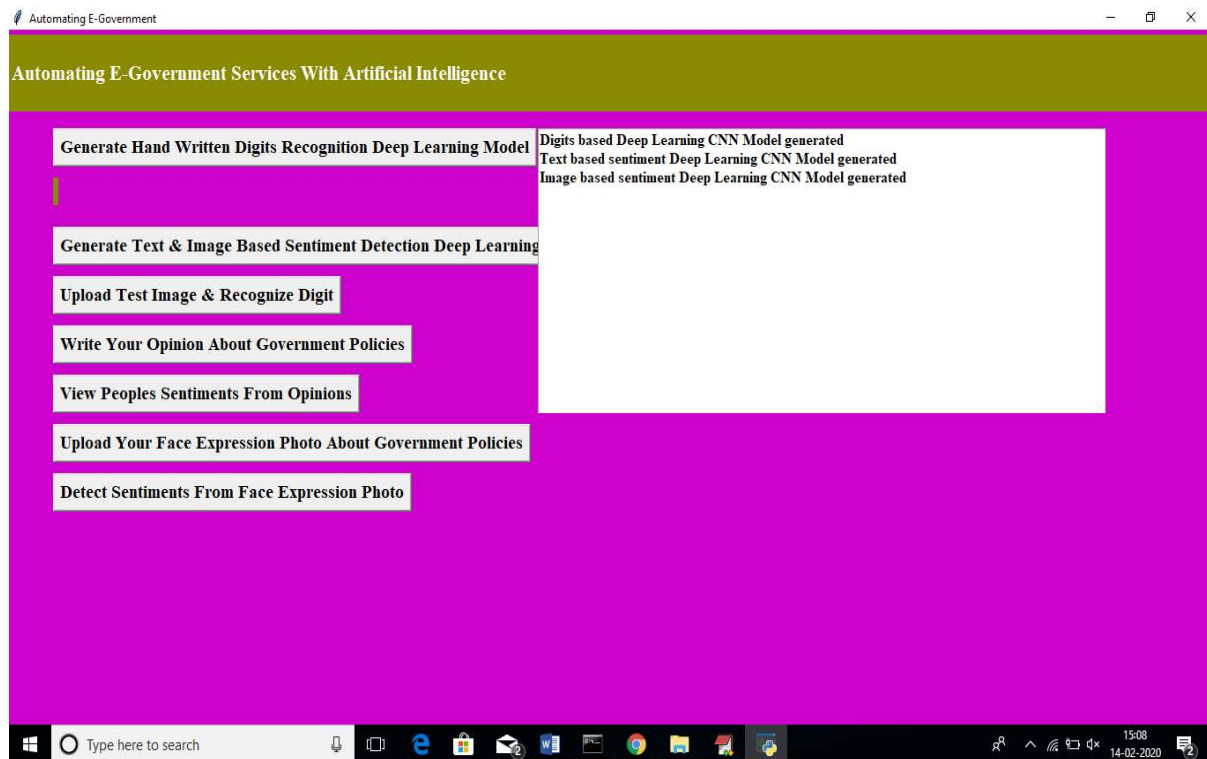 Automating E-Government
Automating E-Government Services With Artificial Intelligence
Generate Hand Written Digits Recognition Deep Learning Model
Digits based Deep Learning CNN Model generated
Text based sentiment Deep Learning CNN Model generated
Image based sentiment Deep Learning CNN Model generated
Generate Text & Image Based Sentiment Detection Deep Learning
Upload Test Image & Recognize Digit
Write Your Opinion About Government Policies
View Peoples Sentiments From Opinions
Upload Your Face Expression Photo About Government Policies
Detect Sentiments From Face Expression Photo
Type here to search
2
15:08
14-02-2020
2